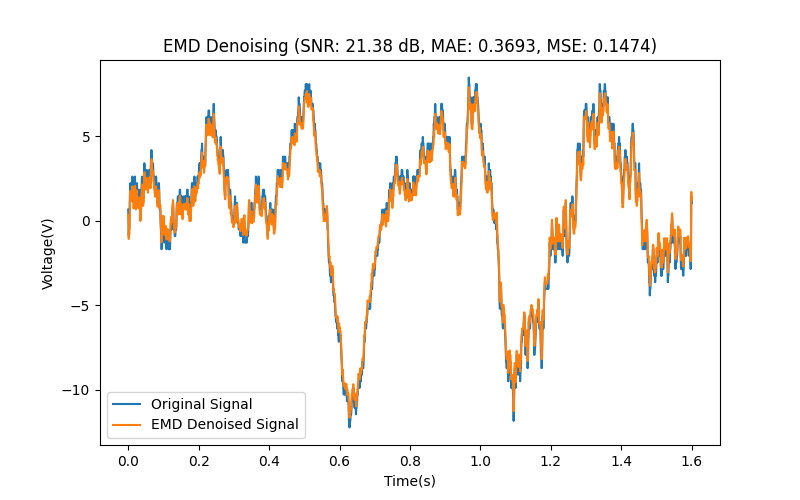 EMD Denoising (SNR: 21.38 dB, MAE: 0.3693, MSE: 0.1474)
Voltage(V)
5
0
−5
−10
Original Signal
EMD Denoised Signal
0.0 0.2 0.4 0.6 0.8 1.0 1.2 1.4 1.6
Time(s)